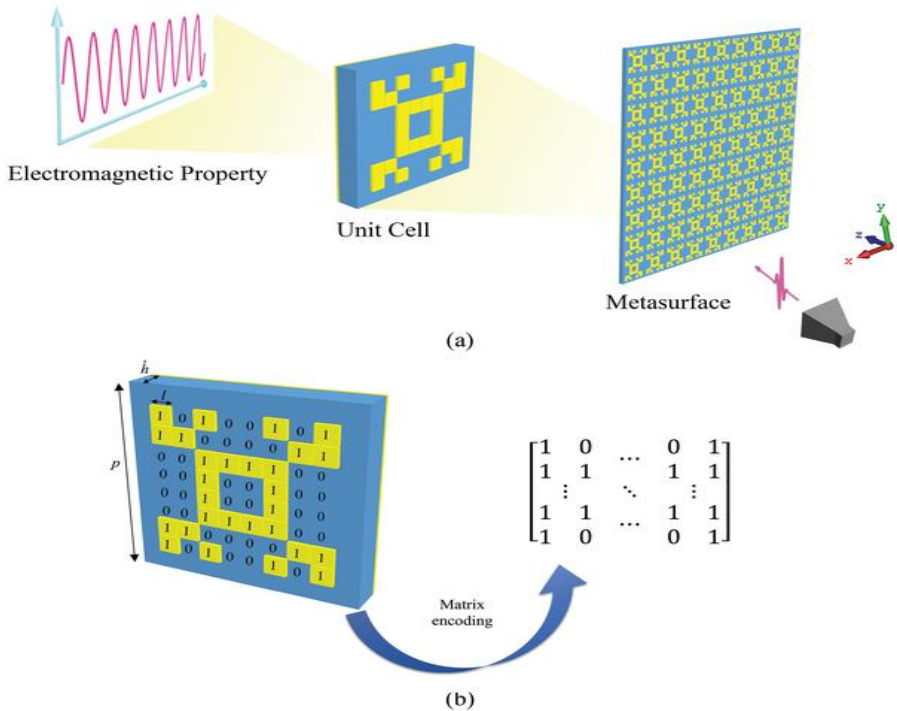 Electromagnetic Property
Unit Cell
Metasurface
y
z
x
(a)
h
l
p
1 0 1 0 0 1 0 1
1 1 0 0 0 0 1 1
0 0 1 1 1 1 0 0
0 0 1 0 0 1 0 0
0 0 1 0 0 1 0 0
0 0 1 1 1 1 0 0
1 1 0 0 0 0 1 1
1 0 1 0 0 1 0 1
1 0 … 0 1
1 1 1 1
⋮ ⋱ ⋮
1 1 1 1
1 0 … 0 1
Matrix
encoding
(b)